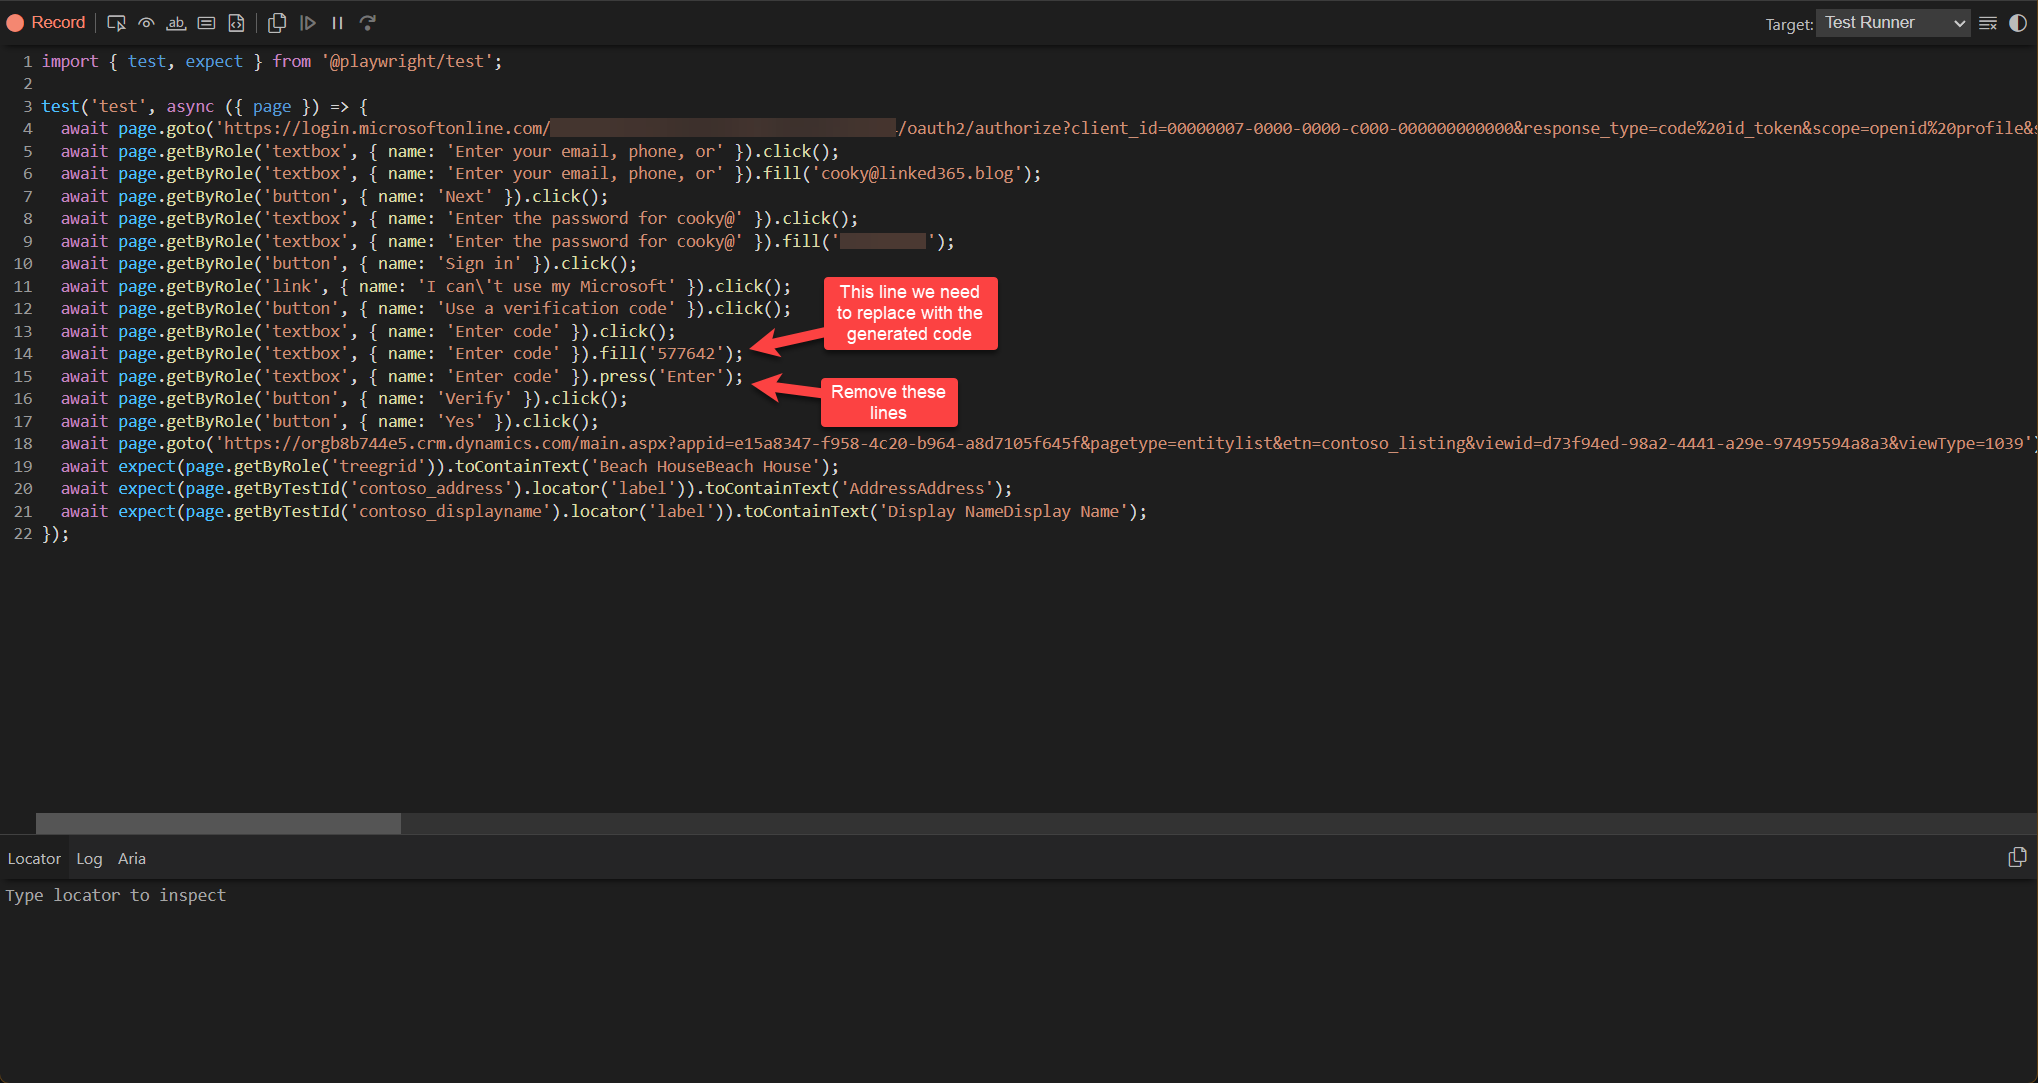 Record
Target: Test Runner
1 import { test, expect } from '@playwright/test';
2
3 test('test', async ({ page }) => {
4   await page.goto('https://login.microsoftonline.com/ /oauth2/authorize?client_id=00000007-0000-0000-c000-000000000000&response_type=code%20id_token&scope=openid%20profile&s
5   await page.getByRole('textbox', { name: 'Enter your email, phone, or' }).click();
6   await page.getByRole('textbox', { name: 'Enter your email, phone, or' }).fill('cooky@linked365.blog');
7   await page.getByRole('button', { name: 'Next' }).click();
8   await page.getByRole('textbox', { name: 'Enter the password for cooky@' }).click();
9   await page.getByRole('textbox', { name: 'Enter the password for cooky@' }).fill(' ');
10   await page.getByRole('button', { name: 'Sign in' }).click();
11   await page.getByRole('link', { name: 'I can\'t use my Microsoft' }).click();
12   await page.getByRole('button', { name: 'Use a verification code' }).click();
13   await page.getByRole('textbox', { name: 'Enter code' }).click();
14   await page.getByRole('textbox', { name: 'Enter code' }).fill('577642');
15   await page.getByRole('textbox', { name: 'Enter code' }).press('Enter');
16   await page.getByRole('button', { name: 'Verify' }).click();
17   await page.getByRole('button', { name: 'Yes' }).click();
18   await page.goto('https://orgb8b744e5.crm.dynamics.com/main.aspx?appid=e15a8347-f958-4c20-b964-a8d7105f645f&pagetype=entitylist&etn=contoso_listing&viewid=d73f94ed-98a2-4441-a29e-97495594a8a3&viewType=1039')
19   await expect(page.getByRole('treegrid')).toContainText('Beach HouseBeach House');
20   await expect(page.getByTestId('contoso_address').locator('label')).toContainText('AddressAddress');
21   await expect(page.getByTestId('contoso_displayname').locator('label')).toContainText('Display NameDisplay Name');
22 });
This line we need
to replace with the
generated code
Remove these
lines
Locator Log Aria
Type locator to inspect